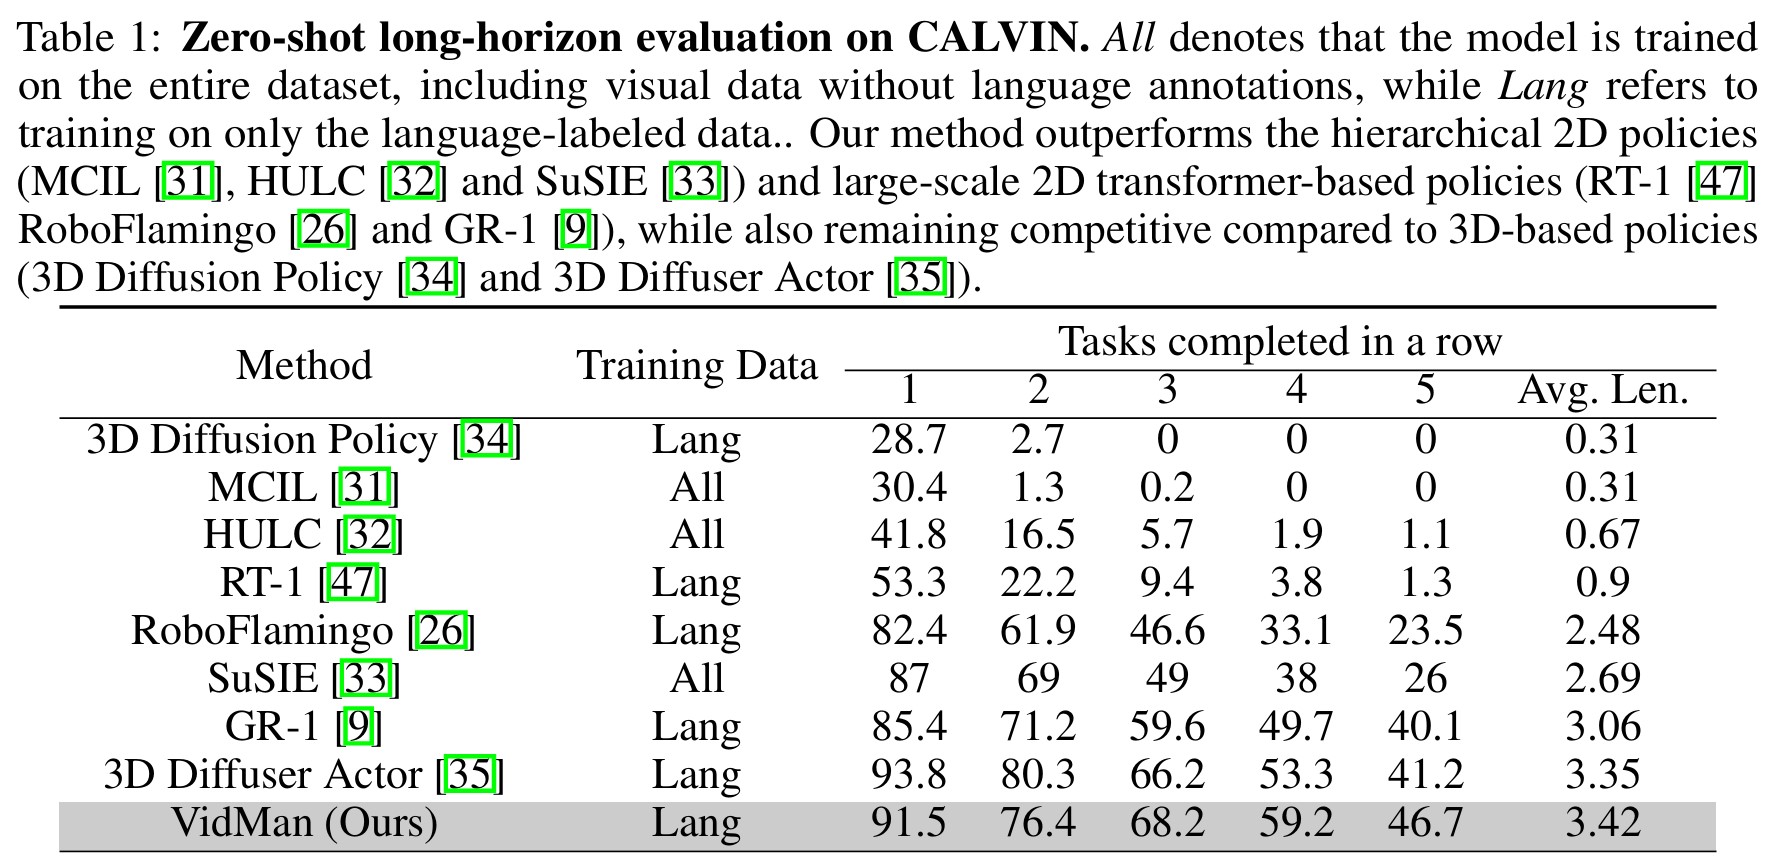 Table 1: Zero-shot long-horizon evaluation on CALVIN. All denotes that the model is trained
on the entire dataset, including visual data without language annotations, while Lang refers to
training on only the language-labeled data.. Our method outperforms the hierarchical 2D policies
(MCIL [31], HULC [32] and SuSIE [33]) and large-scale 2D transformer-based policies (RT-1 [47]
RoboFlamingo [26] and GR-1 [9]), while also remaining competitive compared to 3D-based policies
(3D Diffusion Policy [34] and 3D Diffuser Actor [35]).
Method Training Data Tasks completed in a row
1 2 3 4 5 Avg. Len.
3D Diffusion Policy [34] Lang 28.7 2.7 0 0 0 0.31
MCIL [31] All 30.4 1.3 0.2 0 0 0.31
HULC [32] All 41.8 16.5 5.7 1.9 1.1 0.67
RT-1 [47] Lang 53.3 22.2 9.4 3.8 1.3 0.9
RoboFlamingo [26] Lang 82.4 61.9 46.6 33.1 23.5 2.48
SuSIE [33] All 87 69 49 38 26 2.69
GR-1 [9] Lang 85.4 71.2 59.6 49.7 40.1 3.06
3D Diffuser Actor [35] Lang 93.8 80.3 66.2 53.3 41.2 3.35
VidMan (Ours) Lang 91.5 76.4 68.2 59.2 46.7 3.42